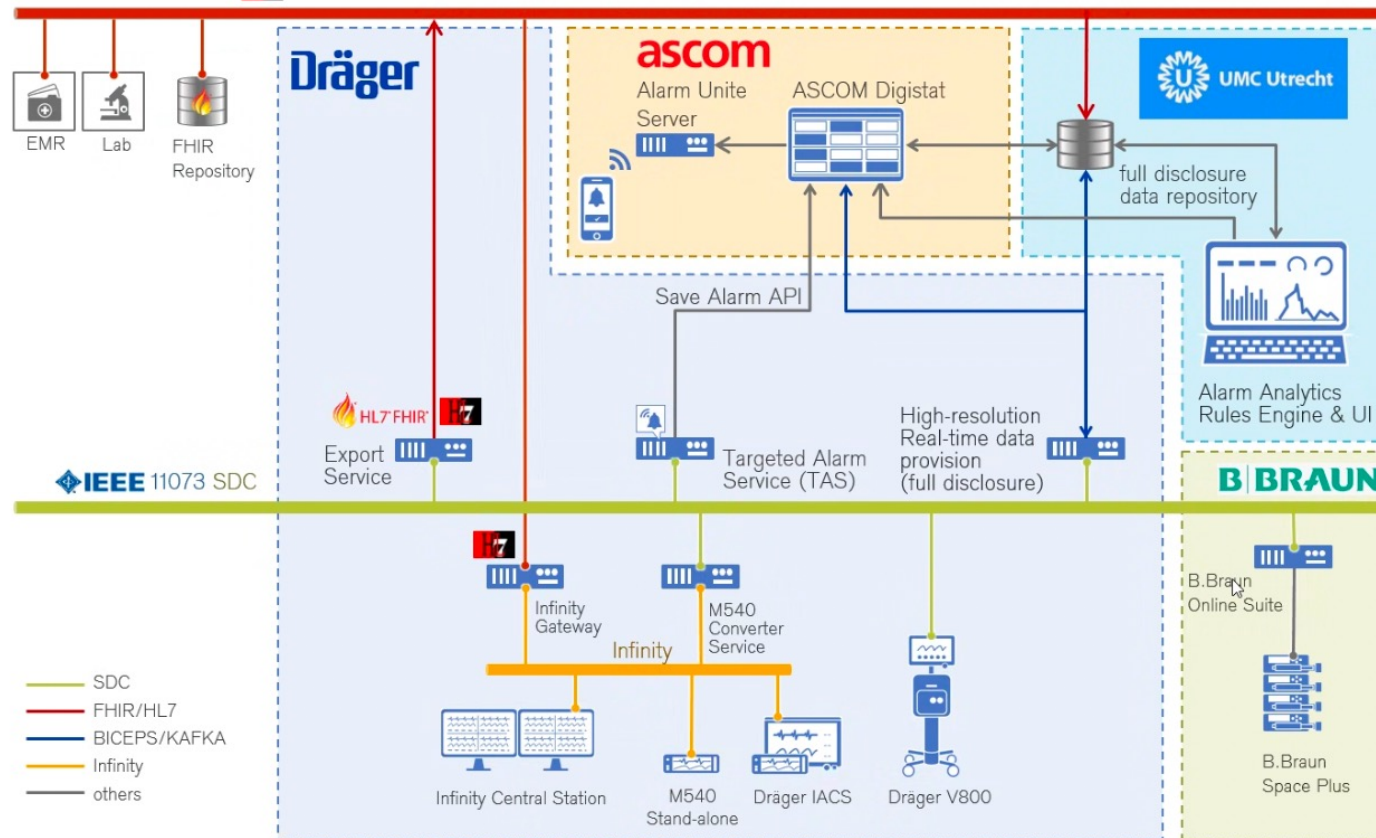 Dräger
ascom
Alarm Unite
Server
ASCOM Digistat
UMC Utrecht
EMR
Lab
FHIR
Repository
full disclosure
data repository
Save Alarm API
Alarm Analytics
Rules Engine & UI
HL7 FHIR
H7
Export
Service
Targeted Alarm
Service (TAS)
High-resolution
Real-time data
provision
(full disclosure)
IEEE 11073 SDC
B|BRAUN
H7
Infinity
Gateway
M540
Converter
Service
B.Braun
Online Suite
Infinity
SDC
FHIR/HL7
BICEPS/KAFKA
Infinity
others
Infinity Central Station
M540
Stand-alone
Dräger IACS
Dräger V800
B.Braun
Space Plus